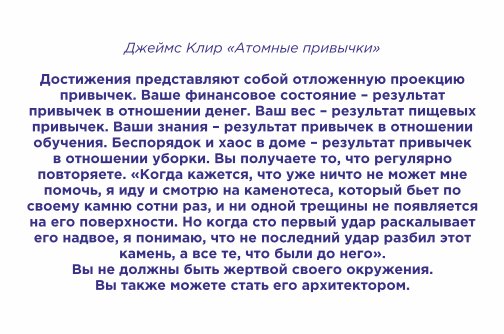 Джеймс Клир «Атомные привычки»
Достижения представляют собой отложенную проекцию
привычек. Ваше финансовое состояние – результат
привычек в отношении денег. Ваш вес – результат пищевых
привычек. Ваши знания – результат привычек в отношении
обучения. Беспорядок и хаос в доме – результат привычек
в отношении уборки. Вы получаете то, что регулярно
повторяете. «Когда кажется, что уже ничто не может мне
помочь, я иду и смотрю на каменотеса, который бьет по
своему камню сотни раз, и ни одной трещины не появляется
на его поверхности. Но когда сто первый удар раскалывает
его надвое, я понимаю, что не последний удар разбил этот
камень, а все те, что были до него».
Вы не должны быть жертвой своего окружения.
Вы также можете стать его архитектором.